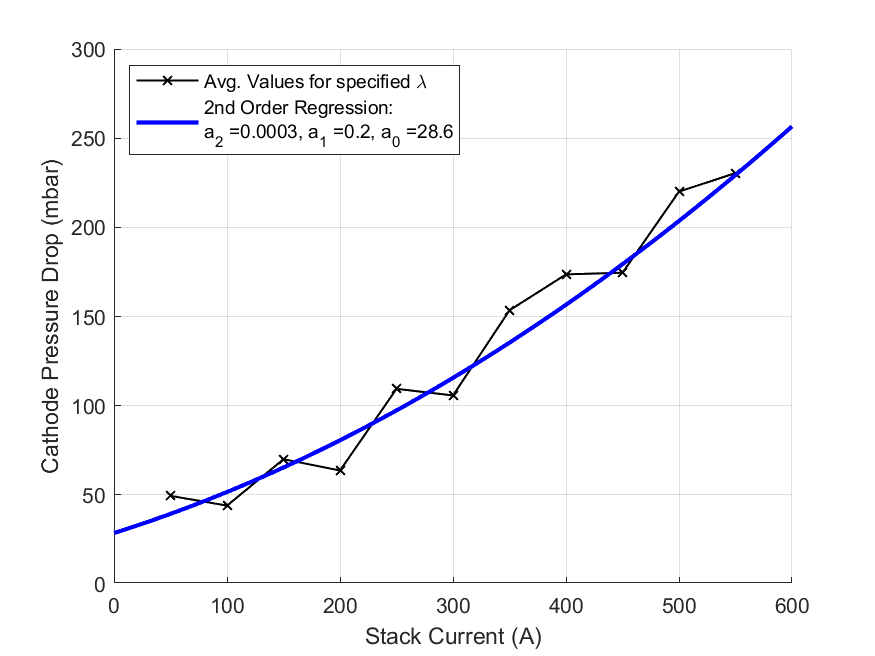 300
250
200
150
100
50
0
0 100 200 300 400 500 600
Cathode Pressure Drop (mbar)
Stack Current (A)
Avg. Values for specified λ
2nd Order Regression:
a₂ =0.0003, a₁ =0.2, a₀ =28.6